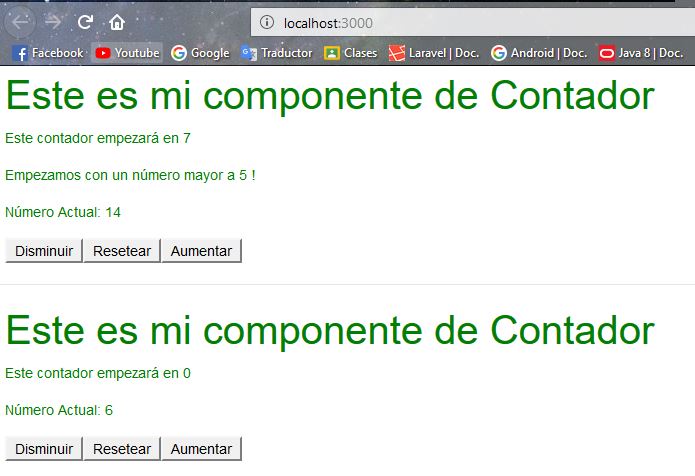 localhost:3000
Facebook Youtube Google Traductor Clases Laravel | Doc. Android | Doc. Java 8 | Doc.
Este es mi componente de Contador
Este contador empezará en 7
Empezamos con un número mayor a 5 !
Número Actual: 14
Disminuir Resetear Aumentar
Este es mi componente de Contador
Este contador empezará en 0
Número Actual: 6
Disminuir Resetear Aumentar